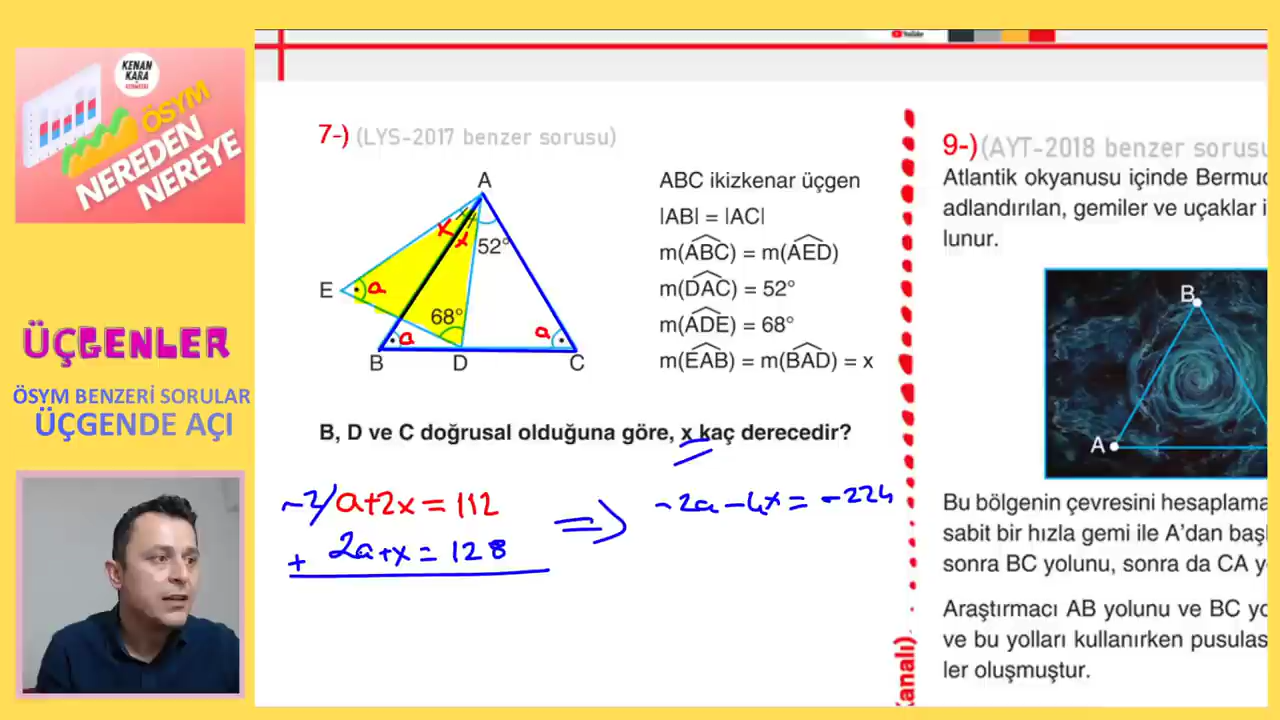 KENAN
KARA
ÖSYM
NEREDEN
NEREYE
ÜÇGENLER
ÖSYM BENZERİ SORULAR
ÜÇGENDE AÇI
YouTube
7-) (LYS-2017 benzer sorusu)
A
x
x
52°
E
a
68°
a
a
B
D
C
ABC ikizkenar üçgen
|AB| = |AC|
m(ABC) = m(AED)
m(DAC) = 52°
m(ADE) = 68°
m(EAB) = m(BAD) = x
B, D ve C doğrusal olduğuna göre, x kaç derecedir?
-2/ a+2x = 112
+ 2a+x = 128
⇒ -2a-4x = -224
kanalı)
9-) (AYT-2018 benzer sorusu
Atlantik okyanusu içinde Bermuc
adlandırılan, gemiler ve uçaklar i
lunur.
B
A
Bu bölgenin çevresini hesaplama
sabit bir hızla gemi ile A'dan başl
sonra BC yolunu, sonra da CA y
Araştırmacı AB yolunu ve BC yo
ve bu yolları kullanırken pusulas
ler oluşmuştur.